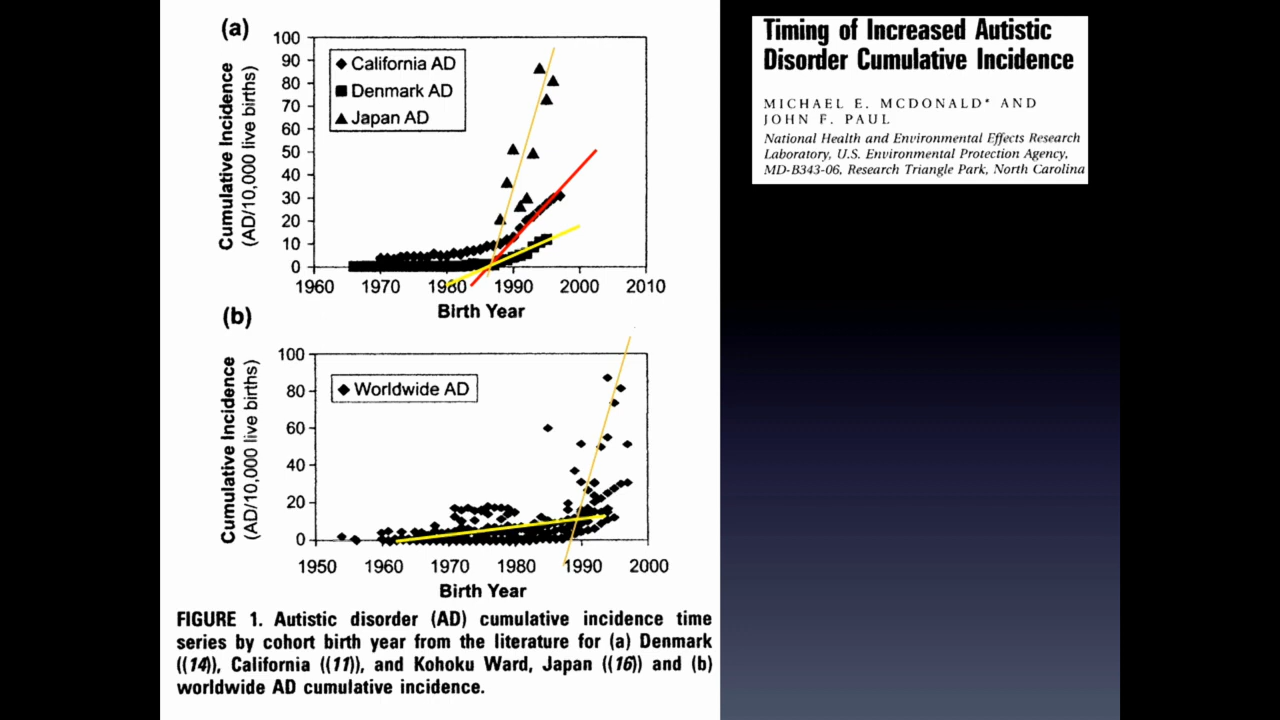 (a)
100
90
80
70
60
50
40
30
20
10
0
Cumulative Incidence
(AD/10,000 live births)
California AD
Denmark AD
Japan AD
1960 1970 1980 1990 2000 2010
Birth Year
(b)
100
80
60
40
20
0
Cumulative Incidence
(AD/10,000 live births)
Worldwide AD
1950 1960 1970 1980 1990 2000
Birth Year
FIGURE 1. Autistic disorder (AD) cumulative incidence time
series by cohort birth year from the literature for (a) Denmark
((14)), California ((11)), and Kohoku Ward, Japan ((16)) and (b)
worldwide AD cumulative incidence.
Timing of Increased Autistic
Disorder Cumulative Incidence
MICHAEL E. MCDONALD* AND
JOHN F. PAUL
National Health and Environmental Effects Research
Laboratory, U.S. Environmental Protection Agency,
MD-B343-06, Research Triangle Park, North Carolina